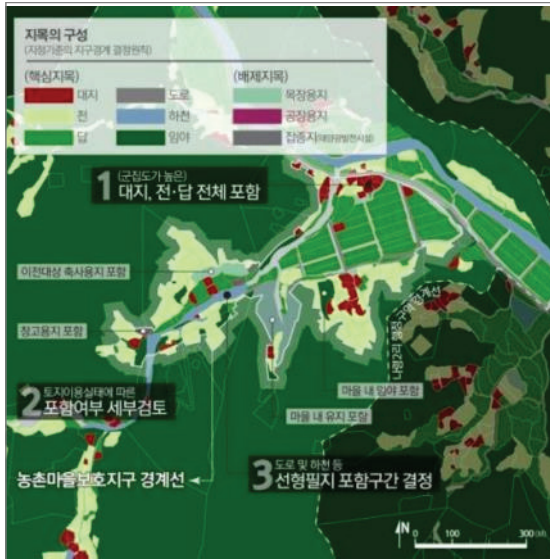 지목의 구성
(지정기준의 지구경계 결정원칙)
(핵심지목)
(배제지목)
대지
도로
목장용지
전
하천
공장용지
답
임야
잡종지(태양광발전시설)
1 (군집도가 높은)
대지, 전·답 전체 포함
이전대상 축사용지 포함
창고용지 포함
2 토지이용실태에 따른
포함여부 세부검토
마을 내 임야 포함
마을 내 유지 포함
농촌마을보호지구 경계선
3 도로 및 하천 등
선형필지 포함구간 결정
N
0 100 300 (M)